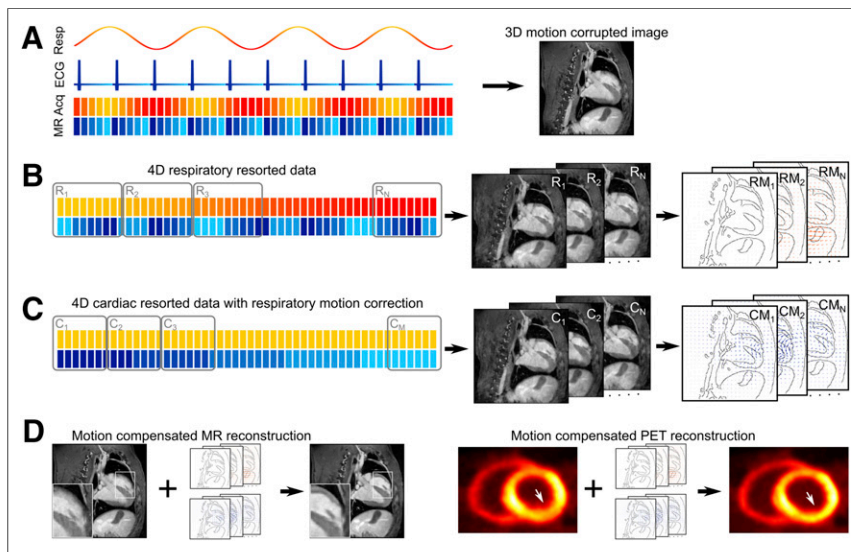 A
Resp
ECG
MR Acq
3D motion corrupted image
B
4D respiratory resorted data
R1
R2
R3
RN
R1
R2
RN
RM1
RM2
RMN
C
4D cardiac resorted data with respiratory motion correction
C1
C2
C3
CM
C1
C2
CN
CM1
CM2
CMN
D
Motion compensated MR reconstruction
+
Motion compensated PET reconstruction
+